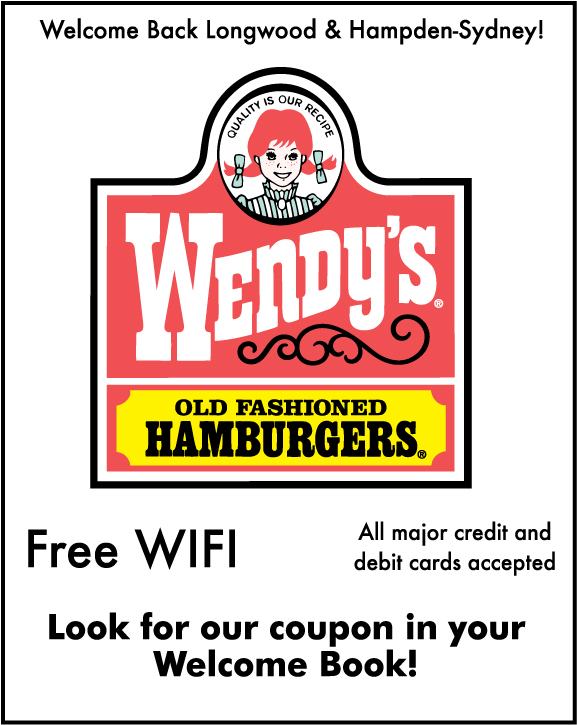 Welcome Back Longwood & Hampden-Sydney!
QUALITY IS OUR RECIPE
WENDY'S®
OLD FASHIONED
HAMBURGERS®
Free WIFI
All major credit and
debit cards accepted
Look for our coupon in your
Welcome Book!